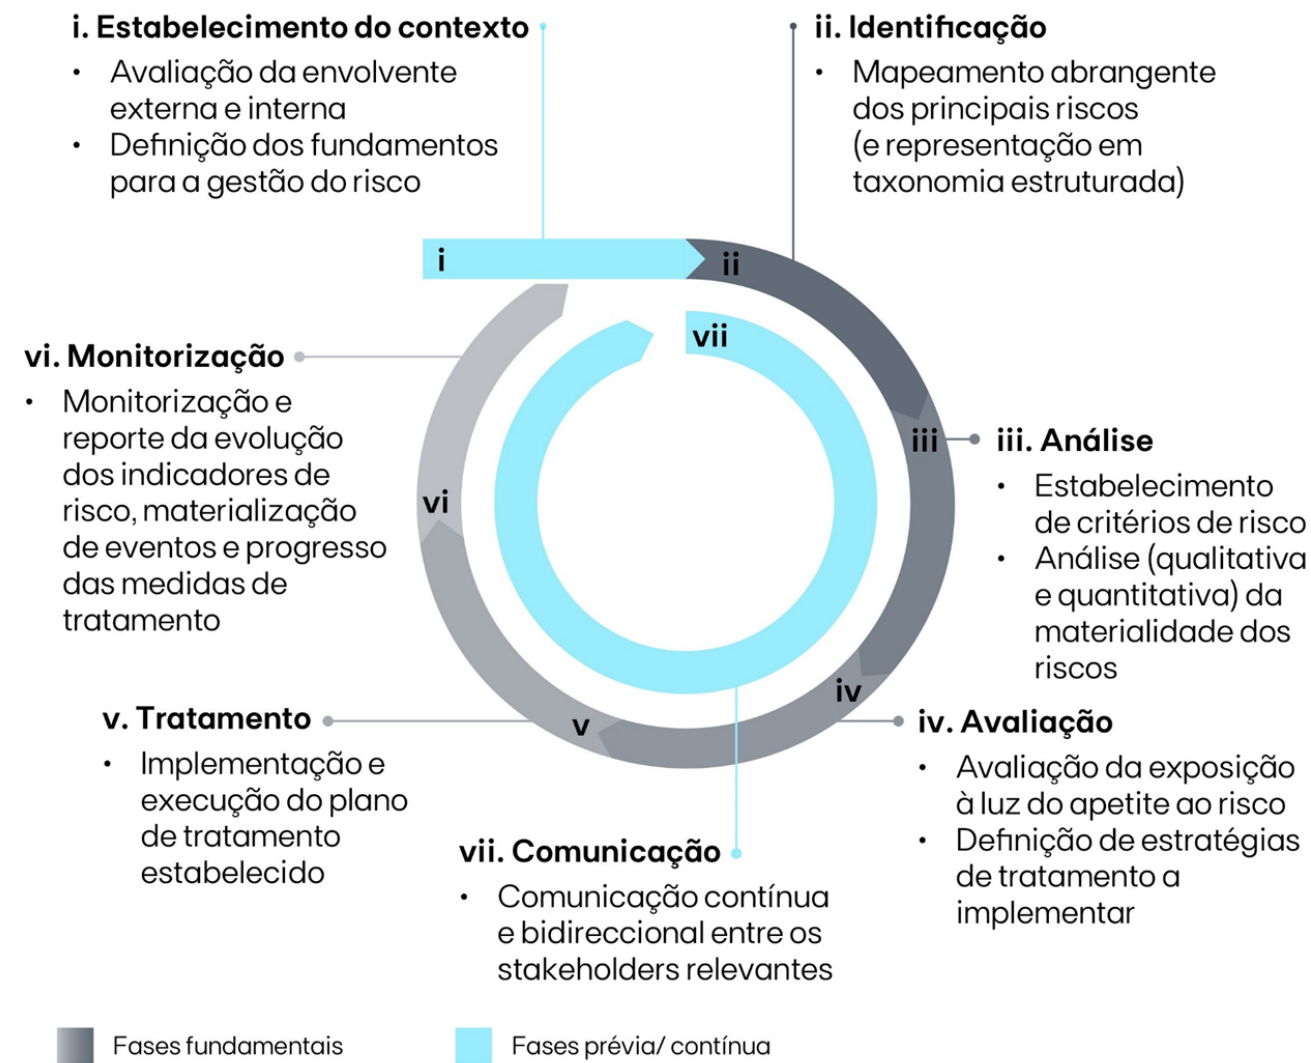 i. Estabelecimento do contexto
• Avaliação da envolvente
externa e interna
• Definição dos fundamentos
para a gestão do risco
ii. Identificação
• Mapeamento abrangente
dos principais riscos
(e representação em
taxonomia estruturada)
i
ii
vii
iii
iv
v
vi
iii. Análise
• Estabelecimento
de critérios de risco
• Análise (qualitativa
e quantitativa) da
materialidade dos
riscos
iv. Avaliação
• Avaliação da exposição
à luz do apetite ao risco
• Definição de estratégias
de tratamento a
implementar
v. Tratamento
• Implementação e
execução do plano
de tratamento
estabelecido
vi. Monitorização
• Monitorização e
reporte da evolução
dos indicadores de
risco, materialização
de eventos e progresso
das medidas de
tratamento
vii. Comunicação
• Comunicação contínua
e bidireccional entre os
stakeholders relevantes
Fases fundamentais
Fases prévia/ contínua